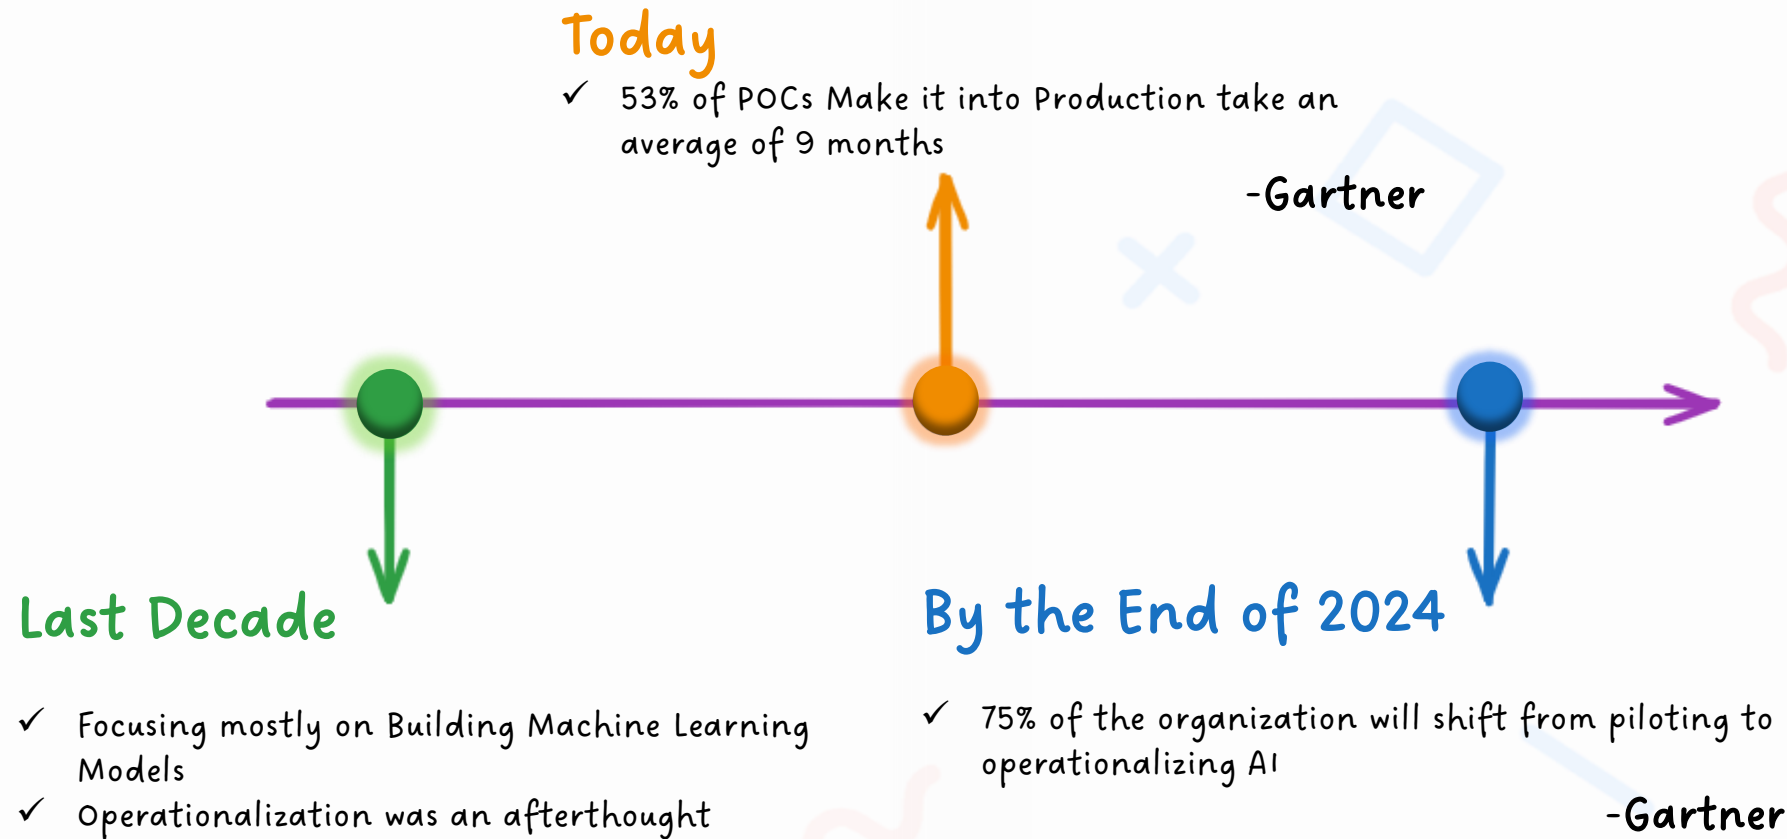 Today
✓ 53% of POCs Make it into Production take an
average of 9 months
-Gartner
Last Decade
✓ Focusing mostly on Building Machine Learning
Models
✓ Operationalization was an afterthought
By the End of 2024
✓ 75% of the organization will shift from piloting to
operationalizing AI
-Gartner